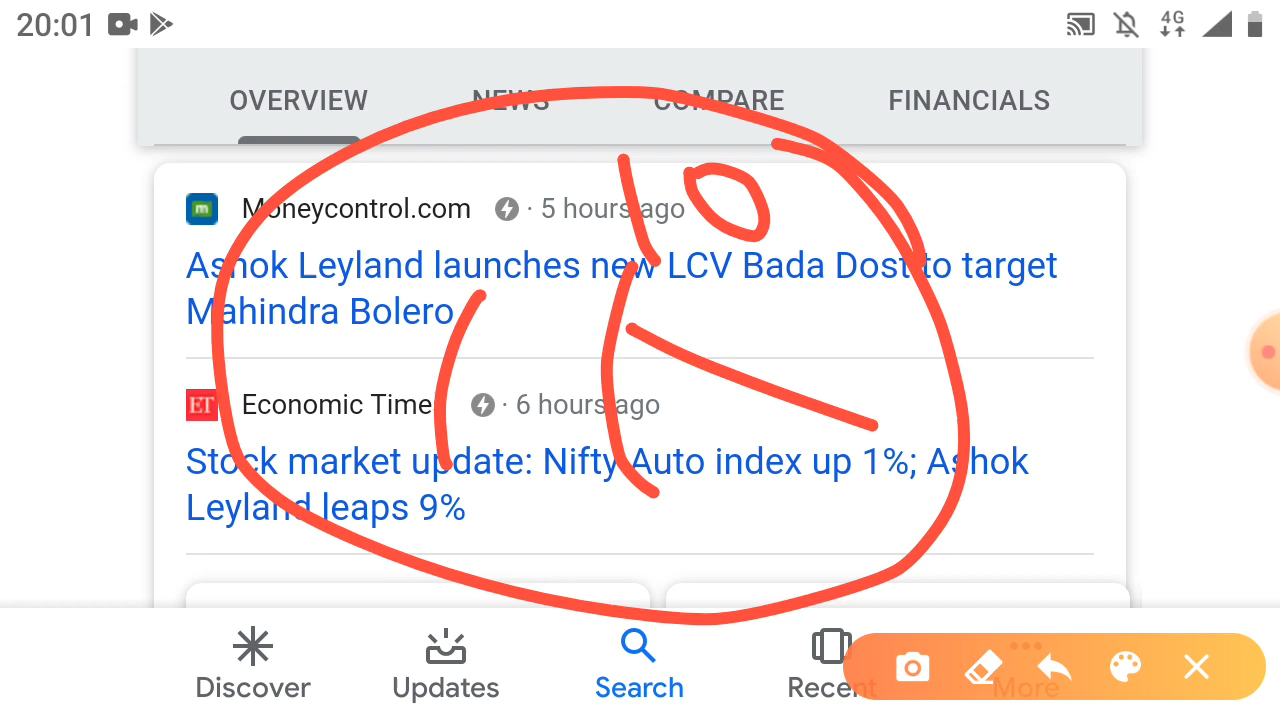 20:01 4G
OVERVIEW NEWS COMPARE FINANCIALS
Moneycontrol.com · 5 hours ago
Ashok Leyland launches new LCV Bada Dost to target
Mahindra Bolero
ET Economic Time · 6 hours ago
Stock market update: Nifty Auto index up 1%; Ashok
Leyland leaps 9%
Discover Updates Search Recent More